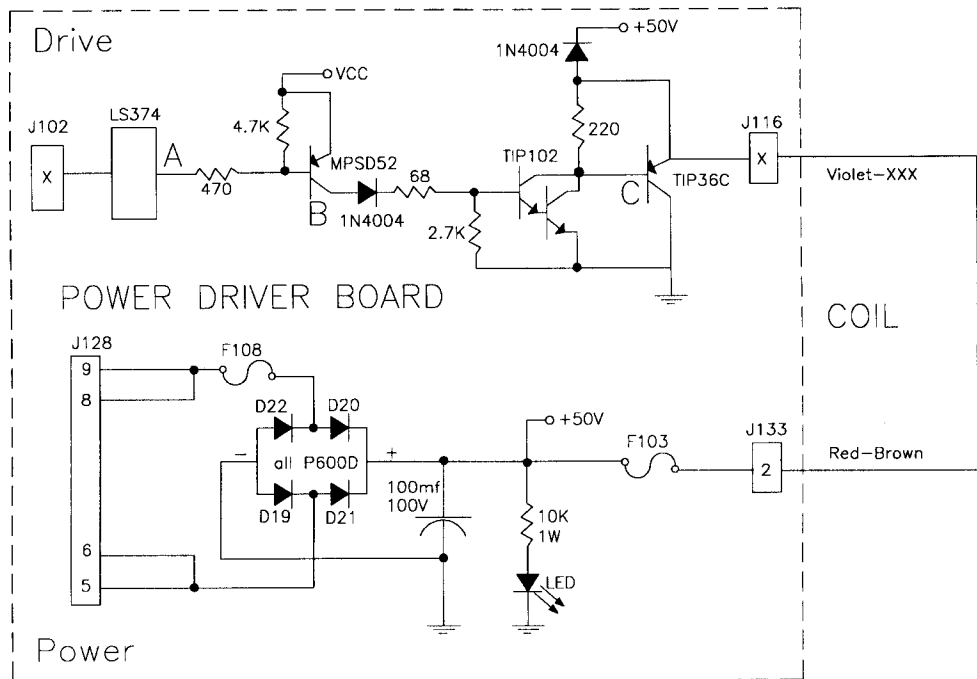 Drive
+50V
1N4004
VCC
J102
LS374
4.7K
220
J116
X
A
MPSD52
TIP102
X
470
68
C
TIP36C
Violet-XXX
B
1N4004
2.7K
POWER DRIVER BOARD
COIL
J128
F108
9
8
D22
D20
+50V
F103
J133
Red-Brown
-
all P600D
+
2
100mf
100V
D19
D21
10K
1W
6
5
LED
Power